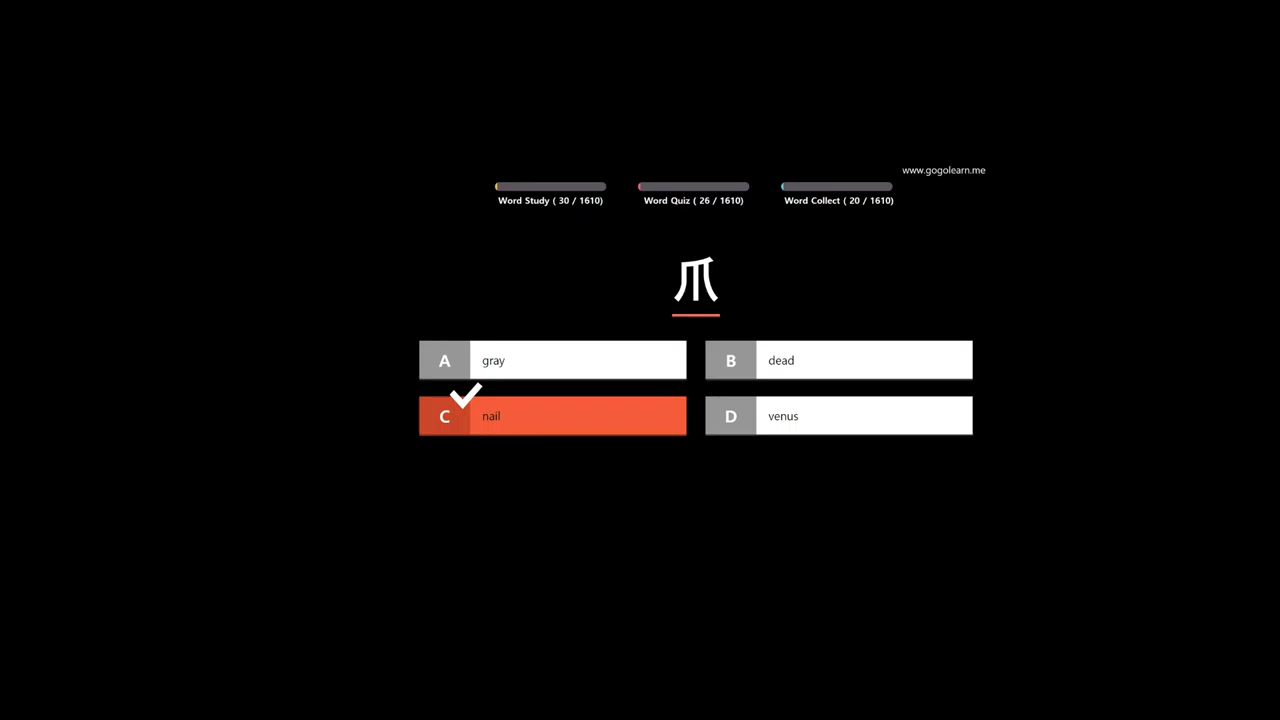 www.gogolearn.me
Word Study ( 30 / 1610)
Word Quiz ( 26 / 1610)
Word Collect ( 20 / 1610)
爪
A gray
B dead
C nail
D venus